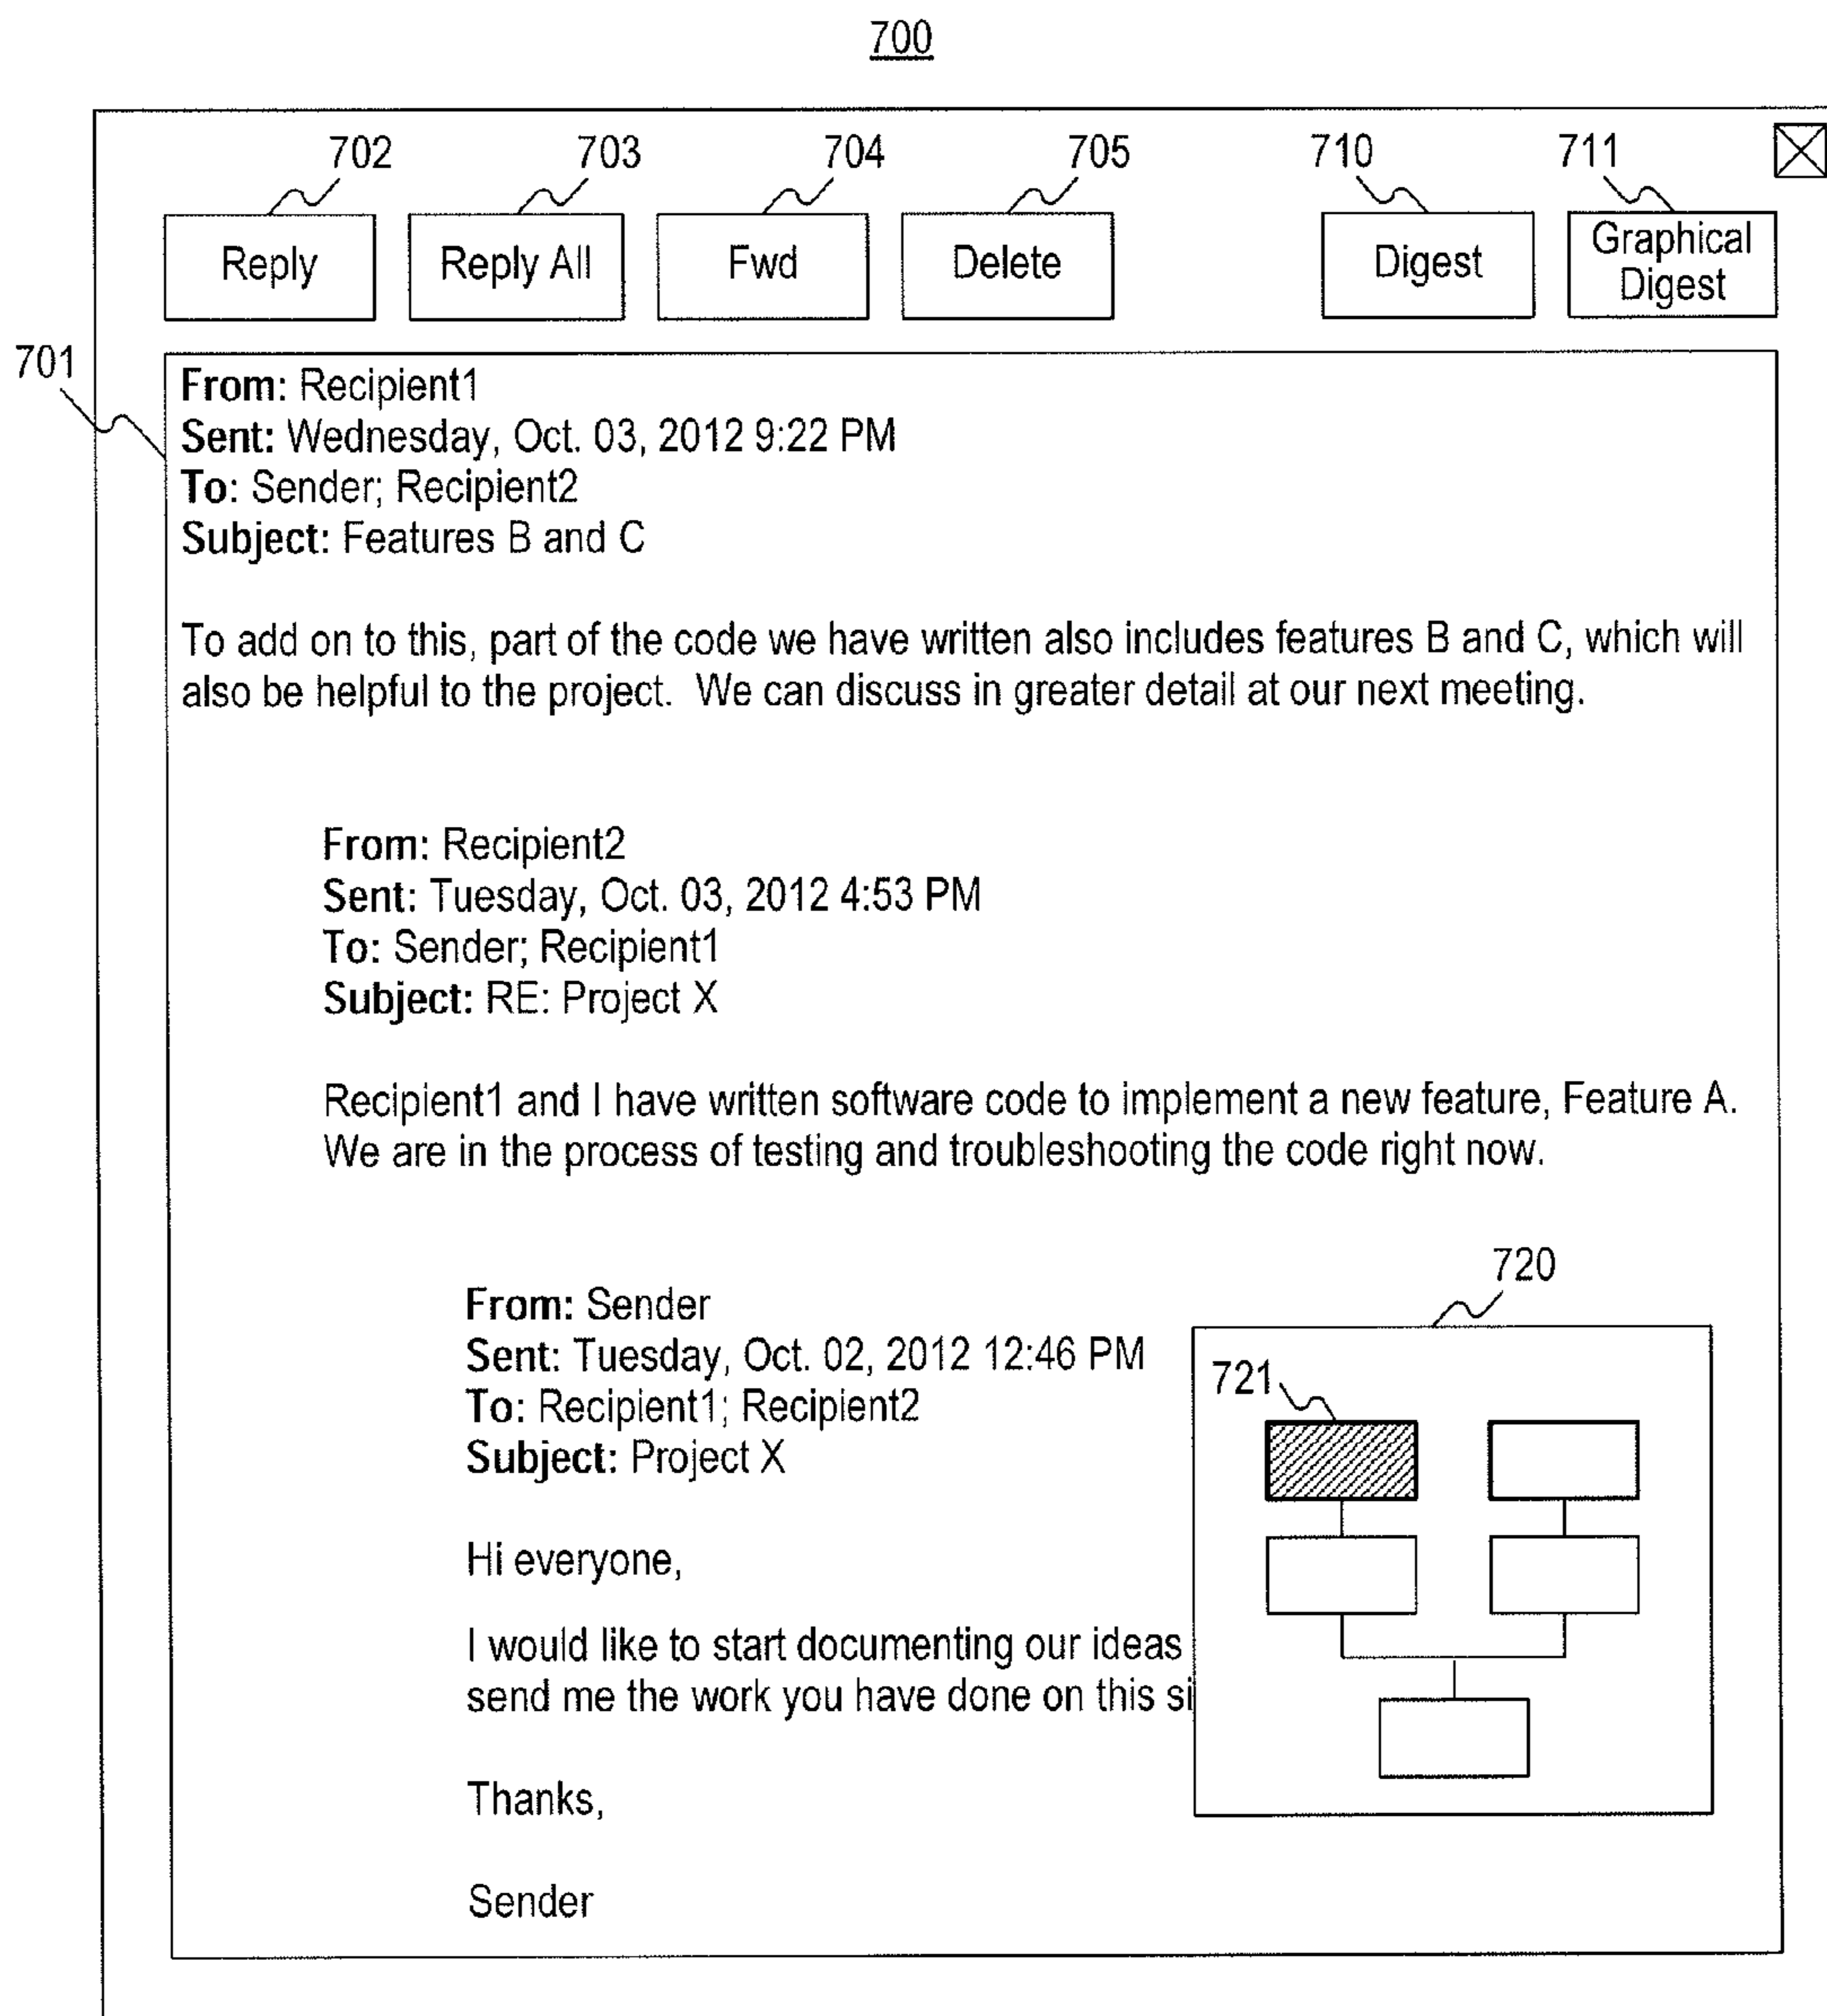 700
702 703 704 705 710 711
Reply Reply All Fwd Delete Digest Graphical Digest
701
From: Recipient1
Sent: Wednesday, Oct. 03, 2012 9:22 PM
To: Sender; Recipient2
Subject: Features B and C
To add on to this, part of the code we have written also includes features B and C, which will
also be helpful to the project. We can discuss in greater detail at our next meeting.
From: Recipient2
Sent: Tuesday, Oct. 03, 2012 4:53 PM
To: Sender; Recipient1
Subject: RE: Project X
Recipient1 and I have written software code to implement a new feature, Feature A.
We are in the process of testing and troubleshooting the code right now.
From: Sender
Sent: Tuesday, Oct. 02, 2012 12:46 PM
To: Recipient1; Recipient2
Subject: Project X
Hi everyone,
I would like to start documenting our ideas
send me the work you have done on this si
Thanks,
Sender
720
721